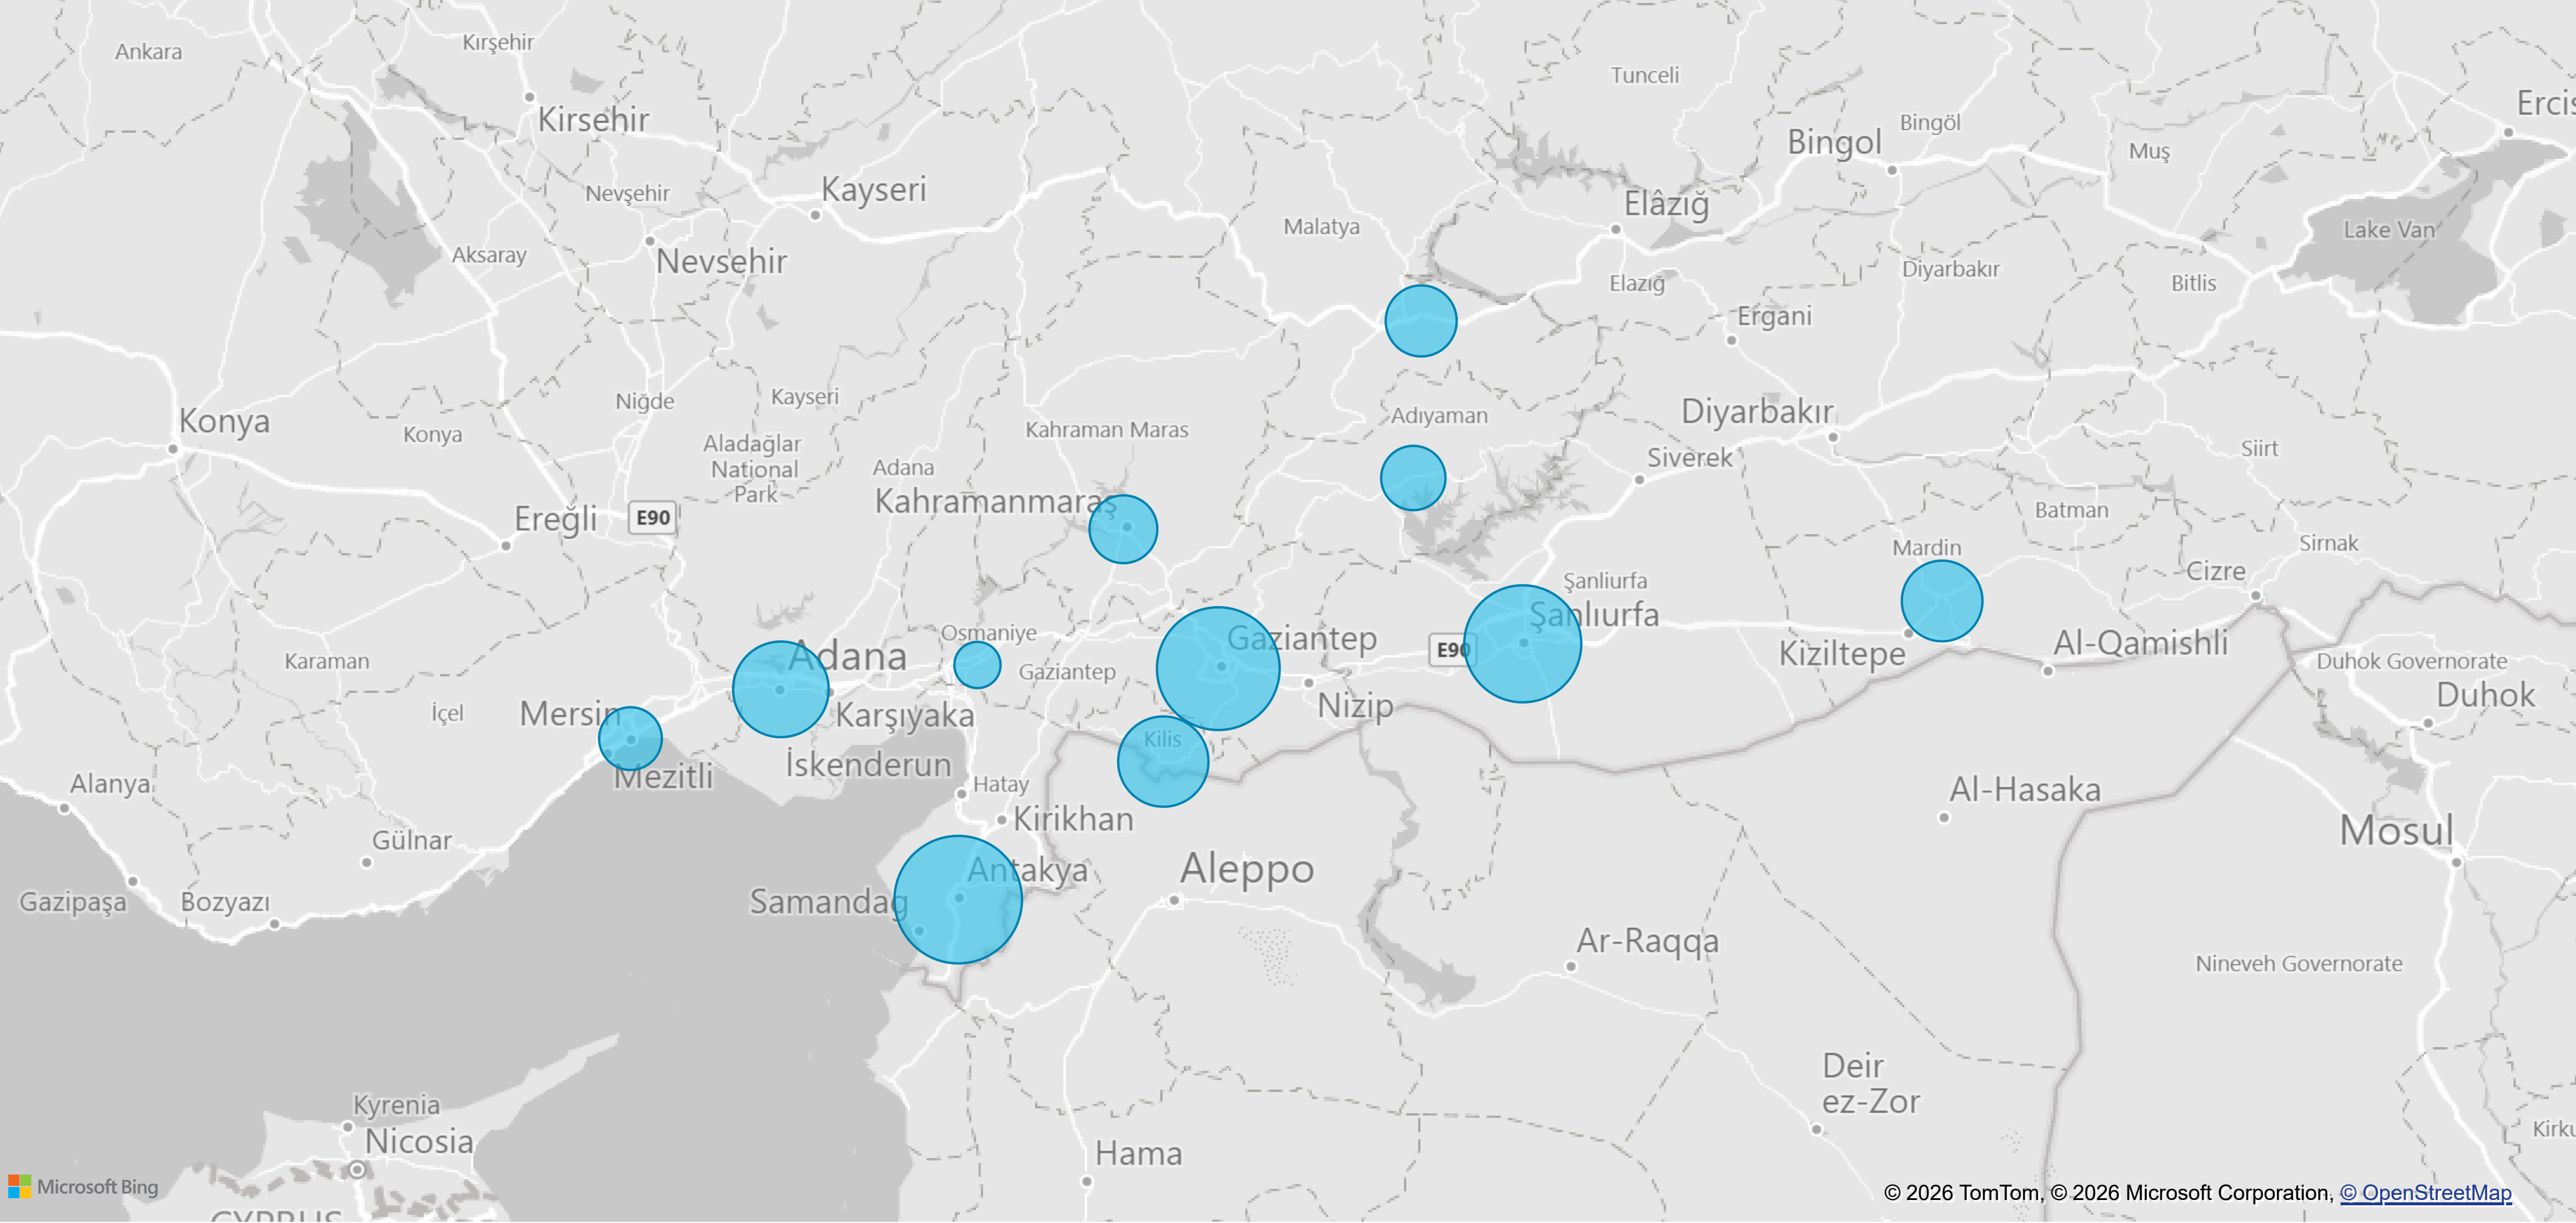 Ankara
Kırşehir
Kirsehir
Tunceli
Bingol
Bingöl
Muş
Nevşehir
Kayseri
Elâzığ
Malatya
Lake Van
Aksaray
Nevsehir
Elazığ
Diyarbakır
Bitlis
Ergani
Niğde
Kayseri
Konya
Konya
Adıyaman
Kahraman Maras
Diyarbakır
Siirt
Aladağlar
National
Park
Adana
Siverek
Kahramanmaraş
Ereğli
E90
Batman
Mardin
Sirnak
Cizre
Şanliurfa
Şanlıurfa
Osmaniye
Gaziantep
E90
Adana
Gaziantep
Karaman
Kiziltepe
Al-Qamishli
Duhok Governorate
Duhok
Nizip
İçel
Mersin
Karşıyaka
Kilis
İskenderun
Mezitli
Alanya
Hatay
Kirikhan
Al-Hasaka
Mosul
Gülnar
Antakya
Aleppo
Gazipaşa
Bozyazı
Samandag
Ar-Raqqa
Nineveh Governorate
Deir
ez-Zor
Kyrenia
Nicosia
Hama
Microsoft Bing
CYPRUS
© 2026 TomTom, © 2026 Microsoft Corporation, © OpenStreetMap